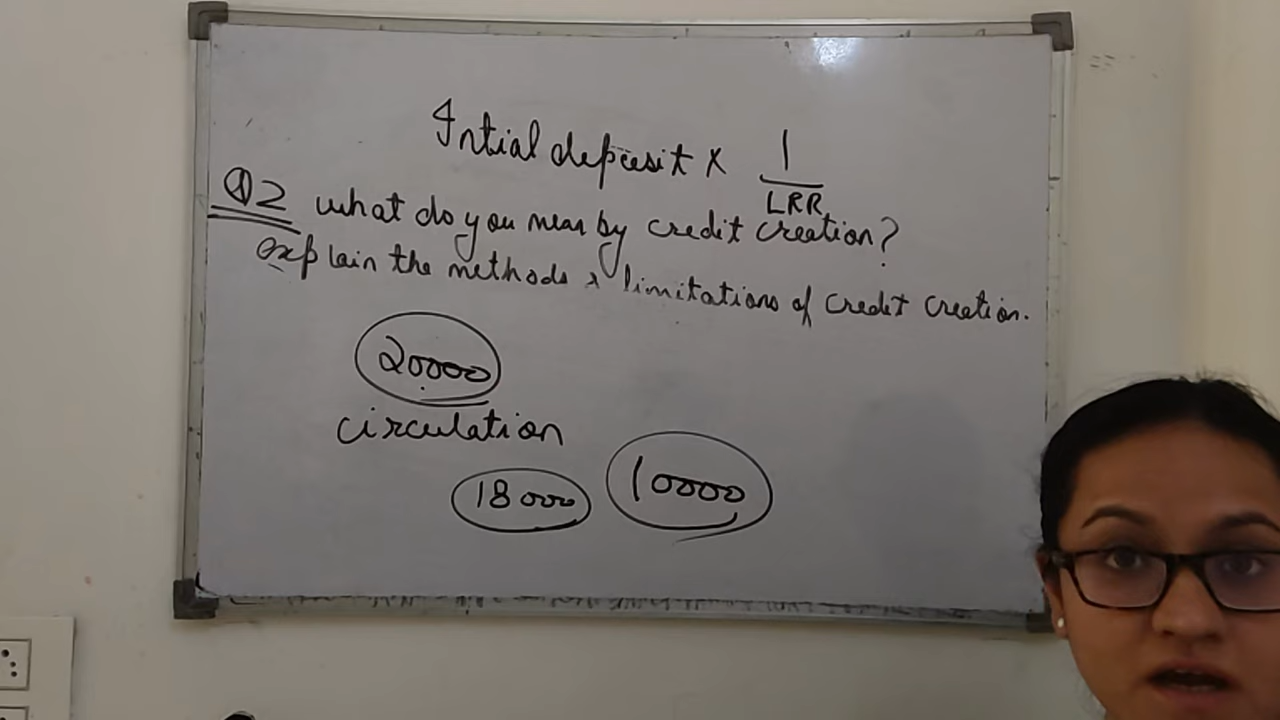 Intial deposit x 1
LRR
Q2 what do you mean by credit creation?
explain the methods & limitations of credit creation.
20000
circulation
18000 10000